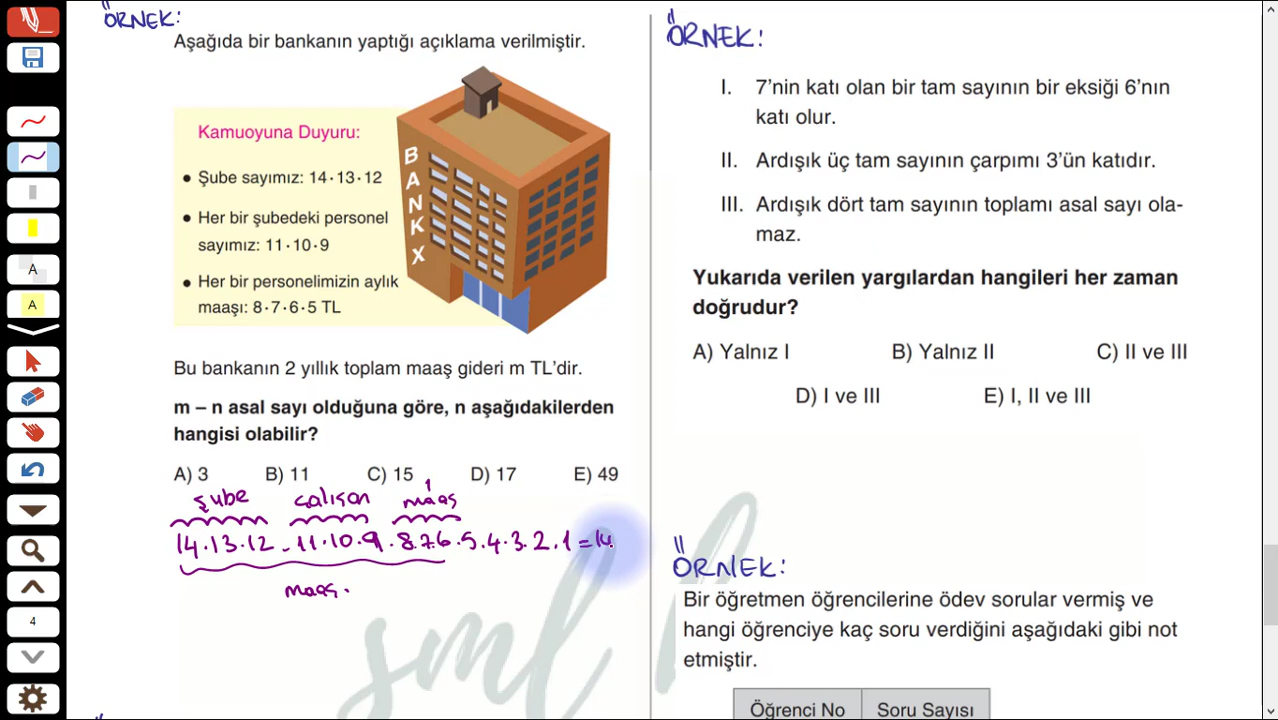 ÖRNEK:
Aşağıda bir bankanın yaptığı açıklama verilmiştir.
Kamuoyuna Duyuru:
• Şube sayımız: 14·13·12
• Her bir şubedeki personel
sayımız: 11·10·9
• Her bir personelimizin aylık
maaşı: 8·7·6·5 TL
BANK X
Bu bankanın 2 yıllık toplam maaş gideri m TL'dir.
m – n asal sayı olduğuna göre, n aşağıdakilerden
hangisi olabilir?
A) 3 B) 11 C) 15 D) 17 E) 49
şube çalışan maaş
14.13.12.11.10.9.8.7.6.5.4.3.2.1=14
maaş.
ÖRNEK:
I. 7'nin katı olan bir tam sayının bir eksiği 6'nın
katı olur.
II. Ardışık üç tam sayının çarpımı 3'ün katıdır.
III. Ardışık dört tam sayının toplamı asal sayı ola-
maz.
Yukarıda verilen yargılardan hangileri her zaman
doğrudur?
A) Yalnız I B) Yalnız II C) II ve III
D) I ve III E) I, II ve III
ÖRNEK:
Bir öğretmen öğrencilerine ödev sorular vermiş ve
hangi öğrenciye kaç soru verdiğini aşağıdaki gibi not
etmiştir.
Öğrenci No Soru Sayısı
A
A
4
sml